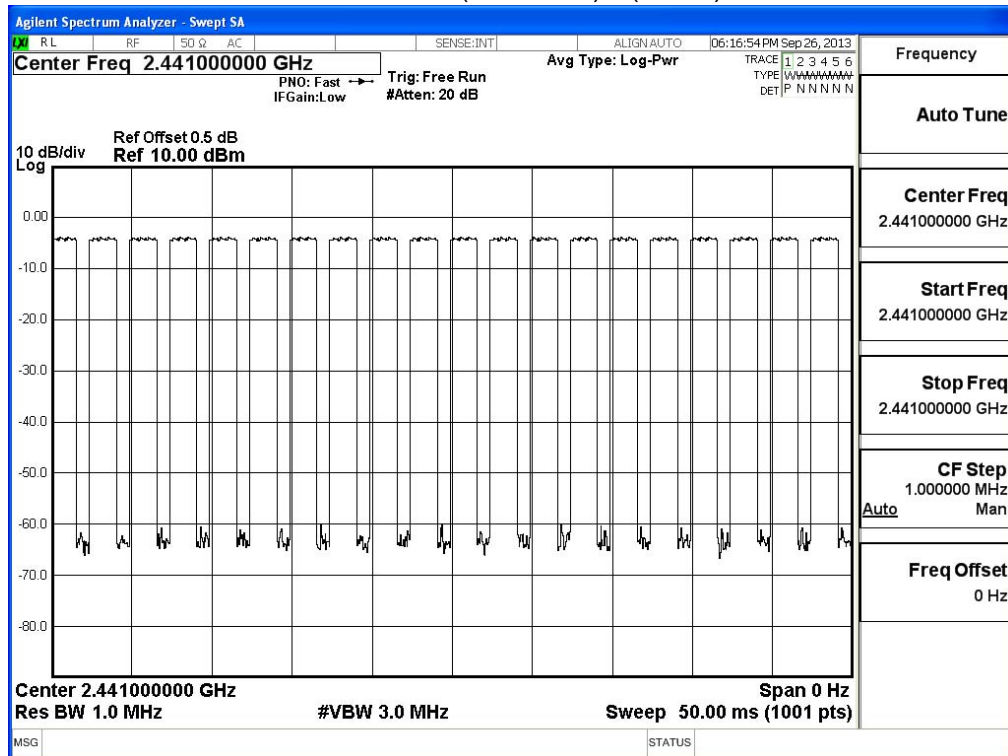 Agilent Spectrum Analyzer - Swept SA
LXI RL RF 50 Ω AC SENSE:INT ALIGN AUTO 06:16:54 PM Sep 26, 2013
Center Freq 2.441000000 GHz
PNO: Fast
IFGain:Low
Trig: Free Run
#Atten: 20 dB
Avg Type: Log-Pwr
TRACE 1 2 3 4 5 6
TYPE
DET P N N N N N
Ref Offset 0.5 dB
10 dB/div Ref 10.00 dBm
Log
0.00
-10.0
-20.0
-30.0
-40.0
-50.0
-60.0
-70.0
-80.0
Center 2.441000000 GHz Span 0 Hz
Res BW 1.0 MHz #VBW 3.0 MHz Sweep 50.00 ms (1001 pts)
MSG STATUS
Frequency
Auto Tune
Center Freq
2.441000000 GHz
Start Freq
2.441000000 GHz
Stop Freq
2.441000000 GHz
CF Step
1.000000 MHz
Auto Man
Freq Offset
0 Hz